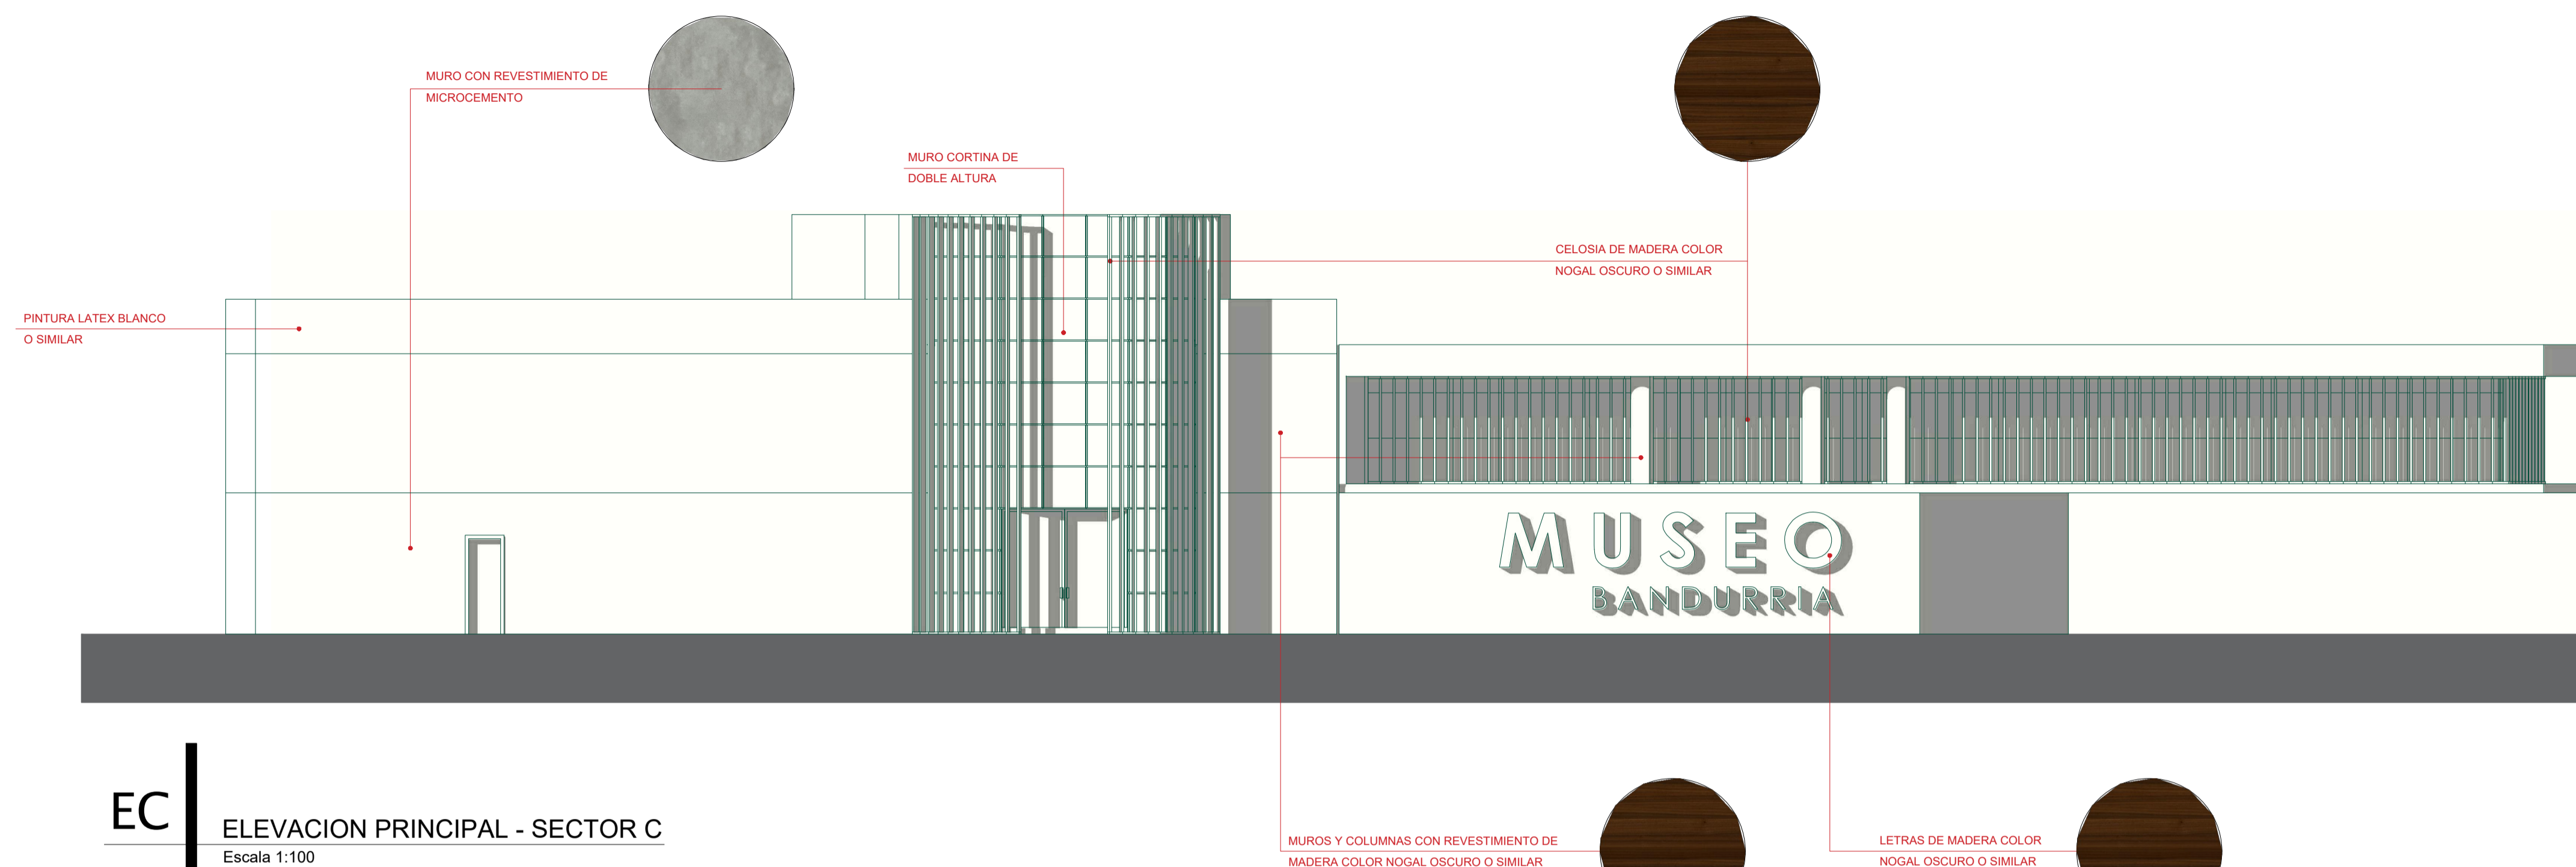 MURO CON REVESTIMIENTO DE
MICROCEMENTO
MURO CORTINA DE
DOBLE ALTURA
CELOSIA DE MADERA COLOR
NOGAL OSCURO O SIMILAR
PINTURA LATEX BLANCO
O SIMILAR
MUSEO
BANDURRIA
EC
ELEVACION PRINCIPAL - SECTOR C
Escala 1:100
MUROS Y COLUMNAS CON REVESTIMIENTO DE
MADERA COLOR NOGAL OSCURO O SIMILAR
LETRAS DE MADERA COLOR
NOGAL OSCURO O SIMILAR